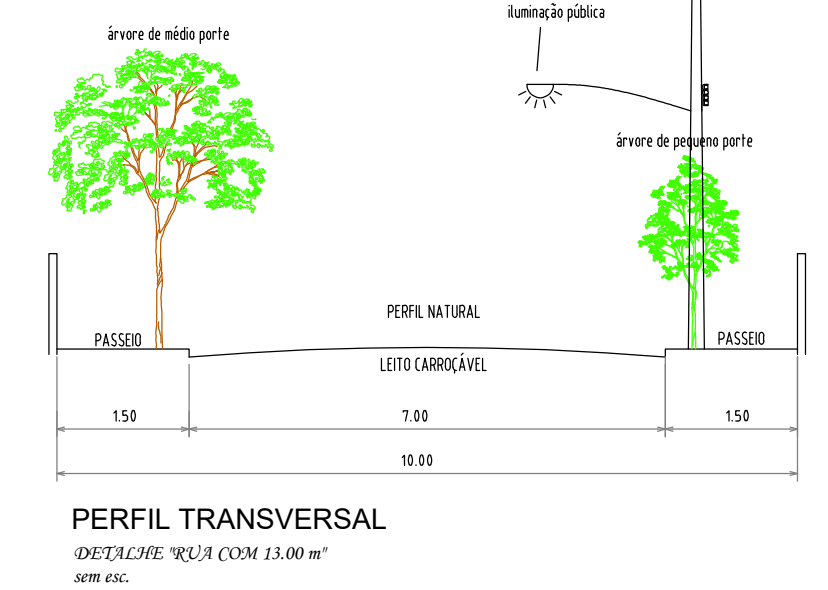 iluminação pública
árvore de médio porte
árvore de pequeno porte
PERFIL NATURAL
PASSEIO
PASSEIO
LEITO CARROÇÁVEL
1.50
7.00
1.50
10.00
PERFIL TRANSVERSAL
DETALHE "RUA COM 13.00 m"
sem esc.